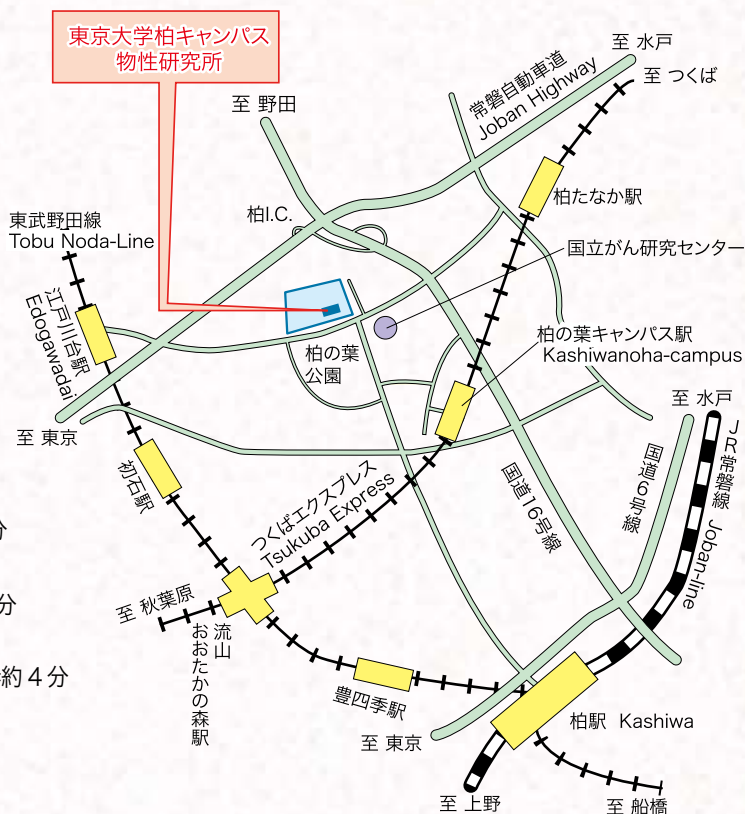 東京大学柏キャンパス
物性研究所
至 水戸
至 つくば
常磐自動車道
Joban Highway
至 野田
柏たなか駅
柏I.C.
東武野田線
Tobu Noda-Line
国立がん研究センター
江戸川台駅
Edogawadai
柏の葉
公園
柏の葉キャンパス駅
Kashiwanoha-campus
至 水戸
至 東京
初石駅
JR常磐線 Joban-line
国道6号線
国道16号線
つくばエクスプレス
Tsukuba Express
分
分
至 秋葉原
流山
おおたかの森駅
約4分
豊四季駅
柏駅 Kashiwa
至 東京
至 上野
至 船橋